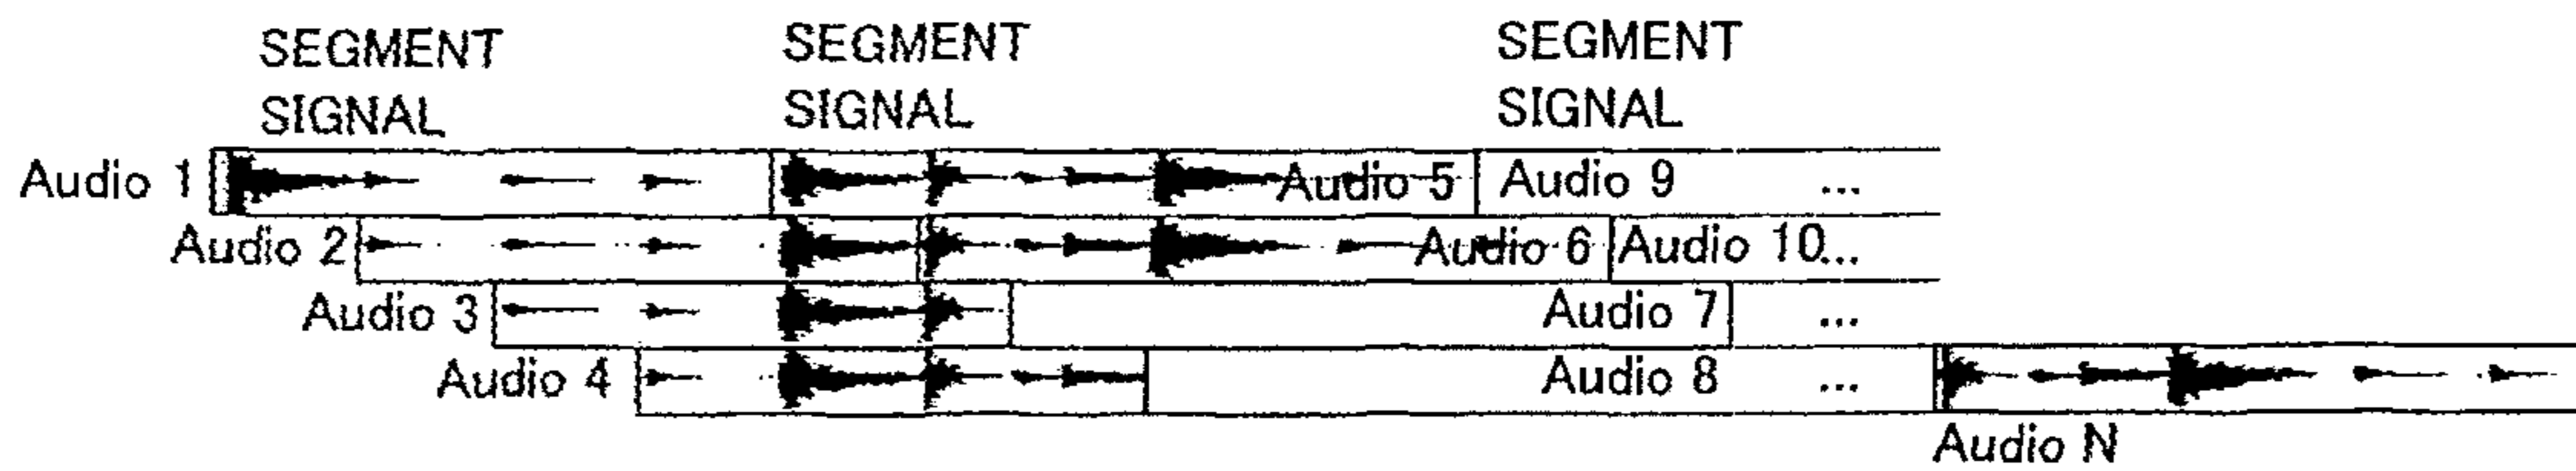 SEGMENT
SIGNAL
SEGMENT
SIGNAL
SEGMENT
SIGNAL
Audio 1
Audio 5
Audio 9
...
Audio 2
Audio 6
Audio 10...
Audio 3
Audio 7
...
Audio 4
Audio 8
...
Audio N